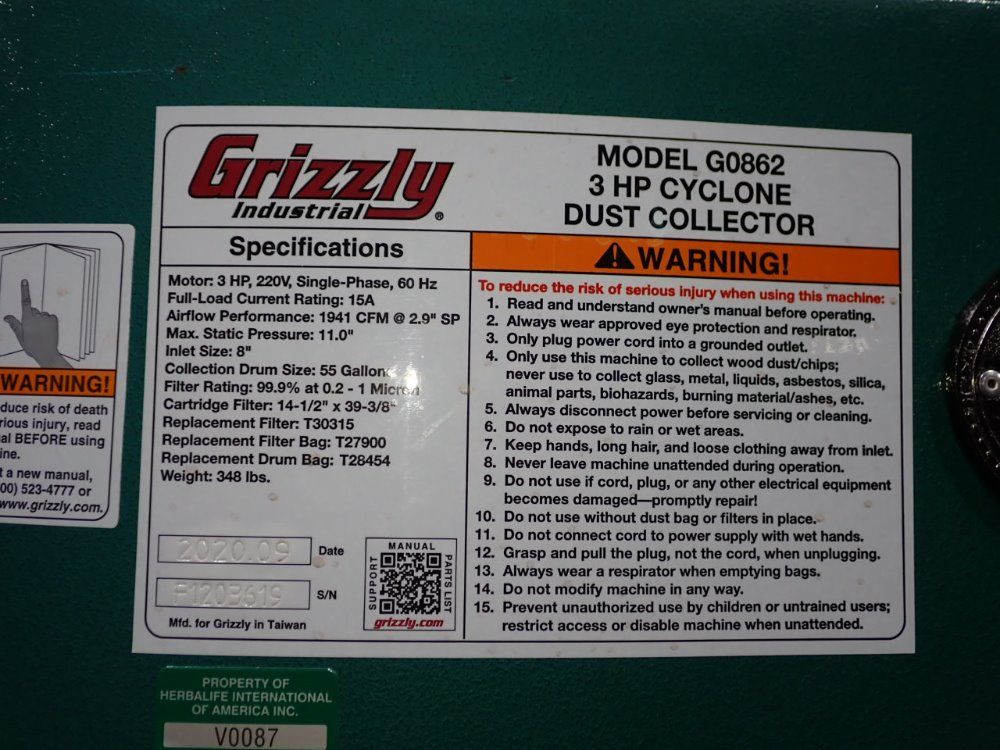 Grizzly
Industrial
®
MODEL G0862
3 HP CYCLONE
DUST COLLECTOR
Specifications
Motor: 3 HP, 220V, Single-Phase, 60 Hz
Full-Load Current Rating: 15A
Airflow Performance: 1941 CFM @ 2.9" SP
Max. Static Pressure: 11.0"
Inlet Size: 8"
Collection Drum Size: 55 Gallons
Filter Rating: 99.9% at 0.2 - 1 Micron
Cartridge Filter: 14-1/2" x 39-3/8"
Replacement Filter: T30315
Replacement Filter Bag: T27900
Replacement Drum Bag: T28454
Weight: 348 lbs.
2020.09 Date
F1203619 S/N
Mfd. for Grizzly in Taiwan
MANUAL
SUPPORT
PARTS LIST
grizzly.com
WARNING!
To reduce the risk of serious injury when using this machine:
1. Read and understand owner's manual before operating.
2. Always wear approved eye protection and respirator.
3. Only plug power cord into a grounded outlet.
4. Only use this machine to collect wood dust/chips;
never use to collect glass, metal, liquids, asbestos, silica,
animal parts, biohazards, burning material/ashes, etc.
5. Always disconnect power before servicing or cleaning.
6. Do not expose to rain or wet areas.
7. Keep hands, long hair, and loose clothing away from inlet.
8. Never leave machine unattended during operation.
9. Do not use if cord, plug, or any other electrical equipment
becomes damaged—promptly repair!
10. Do not use without dust bag or filters in place.
11. Do not connect cord to power supply with wet hands.
12. Grasp and pull the plug, not the cord, when unplugging.
13. Always wear a respirator when emptying bags.
14. Do not modify machine in any way.
15. Prevent unauthorized use by children or untrained users;
restrict access or disable machine when unattended.
WARNING!
duce risk of death
rious injury, read
al BEFORE using
ine.
t a new manual,
00) 523-4777 or
www.grizzly.com.
PROPERTY OF
HERBALIFE INTERNATIONAL
OF AMERICA INC.
V0087